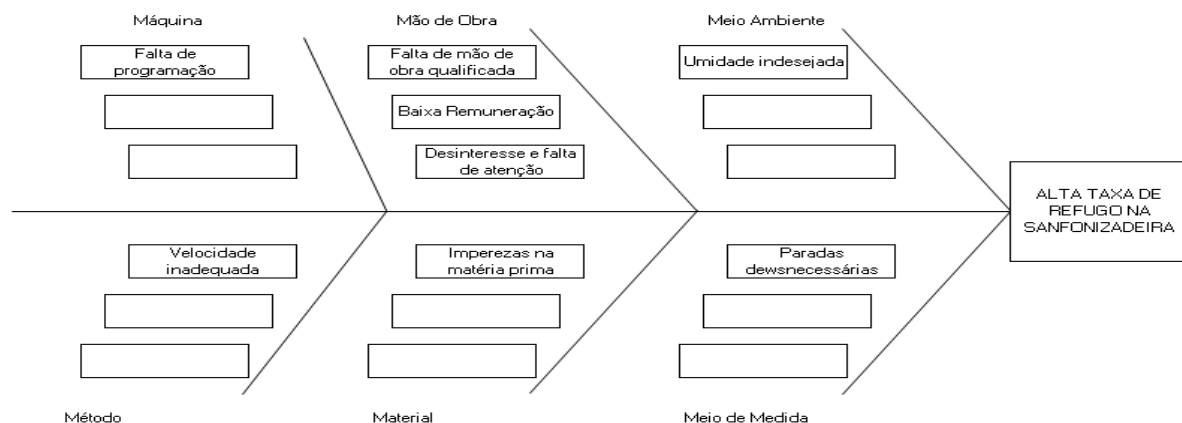 Máquina
Mão de Obra
Meio Ambiente
Falta de
programação
Falta de mão de
obra qualificada
Umidade indesejada
Baixa Remuneração
Desinteresse e falta
de atenção
ALTA TAXA DE
REFUGO NA
SANFONIZADEIRA
Velocidade
inadequada
Imperezas na
matéria prima
Paradas
dewsnecessárias
Método
Material
Meio de Medida